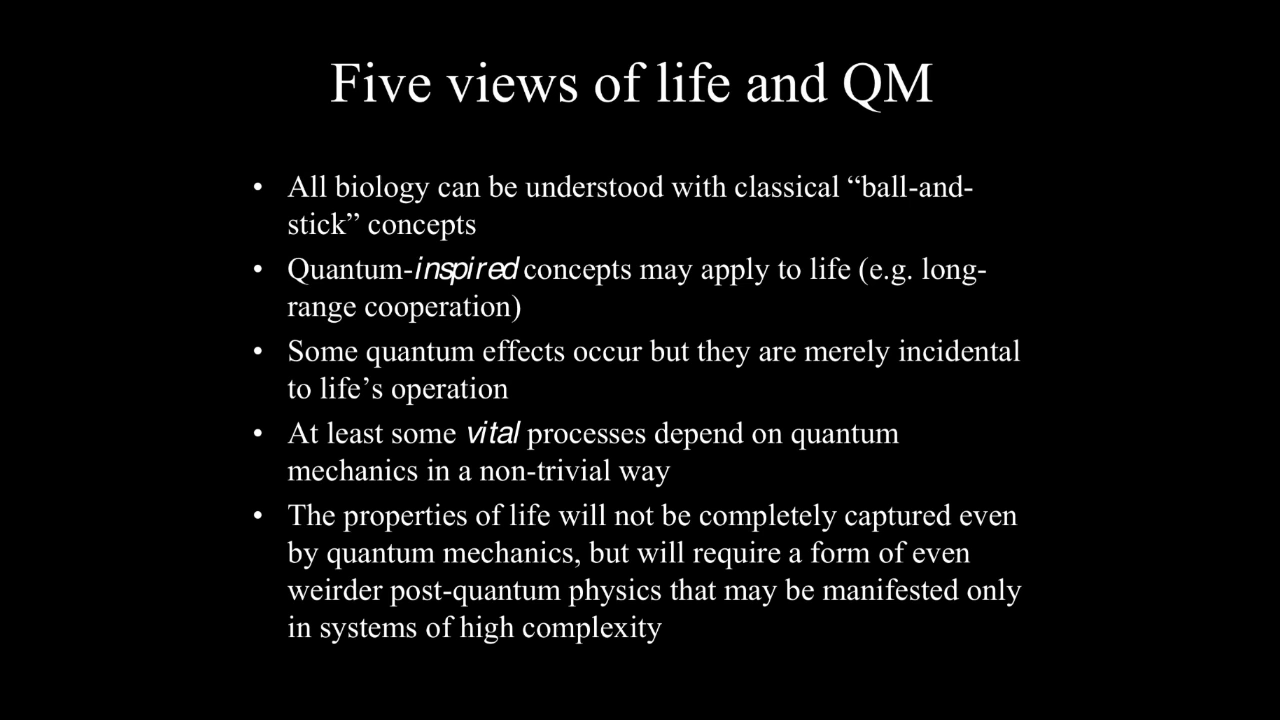 Five views of life and QM
• All biology can be understood with classical “ball-and-
stick” concepts
• Quantum-inspired concepts may apply to life (e.g. long-
range cooperation)
• Some quantum effects occur but they are merely incidental
to life’s operation
• At least some vital processes depend on quantum
mechanics in a non-trivial way
• The properties of life will not be completely captured even
by quantum mechanics, but will require a form of even
weirder post-quantum physics that may be manifested only
in systems of high complexity